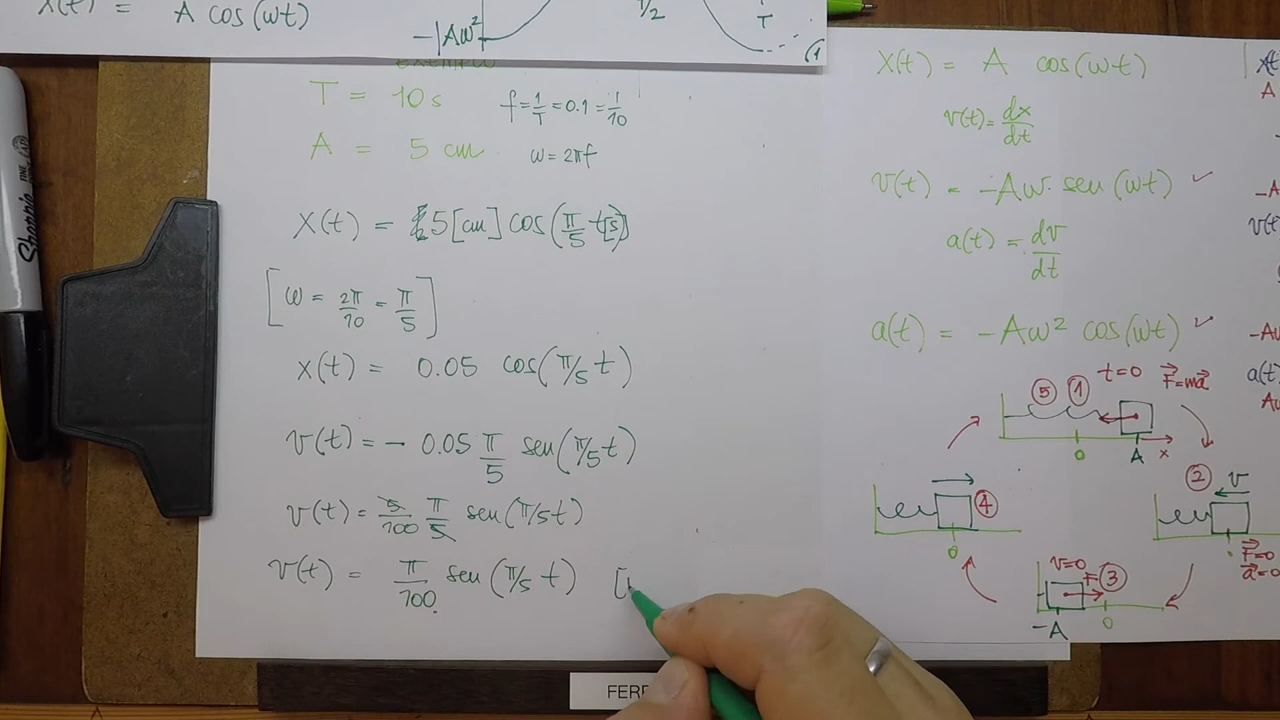 x(t) = A cos(ωt)
-|Aω²
π/2
T
T = 10 s
f = 1/T = 0.1 = 1/10
A = 5 cm
ω = 2πf
x(t) = 5 [cm] cos(π/5 t[s])
[ω = 2π/10 = π/5]
x(t) = 0.05 cos(π/5 t)
v(t) = - 0.05 π/5 sen(π/5 t)
v(t) = 5/100 π/5 sen(π/5 t)
v(t) = π/100 sen(π/5 t) [
x(t) = A cos(ωt)
v(t) = dx/dt
v(t) = -Aω· sen(ωt) ✓
a(t) = dv/dt
a(t) = -Aω² cos(ωt) ✓
t=0 F⃗=ma⃗
5 1
0 A x
2 v
F⃗=0
a⃗=0
4
0
v=0
F 3
-A 0
A
v(t)
a(t)
Sharpie
FINE